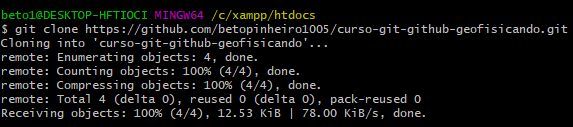 beto1@DESKTOP-HFTIOCI MINGW64 /c/xampp/htdocs
$ git clone https://github.com/betopinheiro1005/curso-git-github-geofisicando.git
Cloning into 'curso-git-github-geofisicando'...
remote: Enumerating objects: 4, done.
remote: Counting objects: 100% (4/4), done.
remote: Compressing objects: 100% (4/4), done.
remote: Total 4 (delta 0), reused 0 (delta 0), pack-reused 0
Receiving objects: 100% (4/4), 12.53 KiB | 78.00 KiB/s, done.